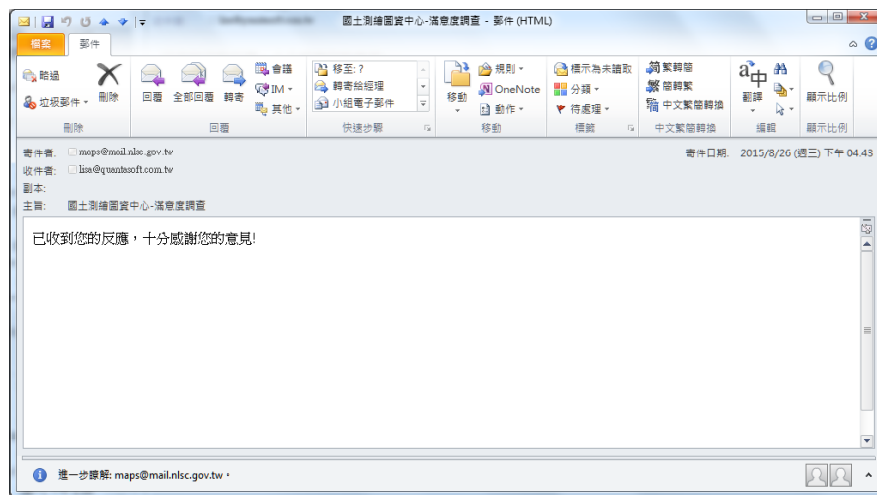 國土測繪圖資中心-滿意度調查 - 郵件 (HTML)
檔案 郵件
略過
垃圾郵件
刪除
回覆 全部回覆 轉寄
會議
IM
其他
移至: ?
轉寄給經理
小組電子郵件
移動
規則
OneNote
動作
標示為未讀取
分類
待處理
简 繁轉簡
繁 簡轉繁
中文繁簡轉換
翻譯
顯示比例
刪除 回覆 快速步驟 移動 標籤 中文繁簡轉換 編輯 顯示比例
寄件者: maps@mail.nlsc.gov.tw 寄件日期: 2015/8/26 (週三) 下午 04:43
收件者: lisa@quantasoft.com.tw
副本:
主旨: 國土測繪圖資中心-滿意度調查
已收到您的反應，十分感謝您的意見!
進一步瞭解: maps@mail.nlsc.gov.tw。